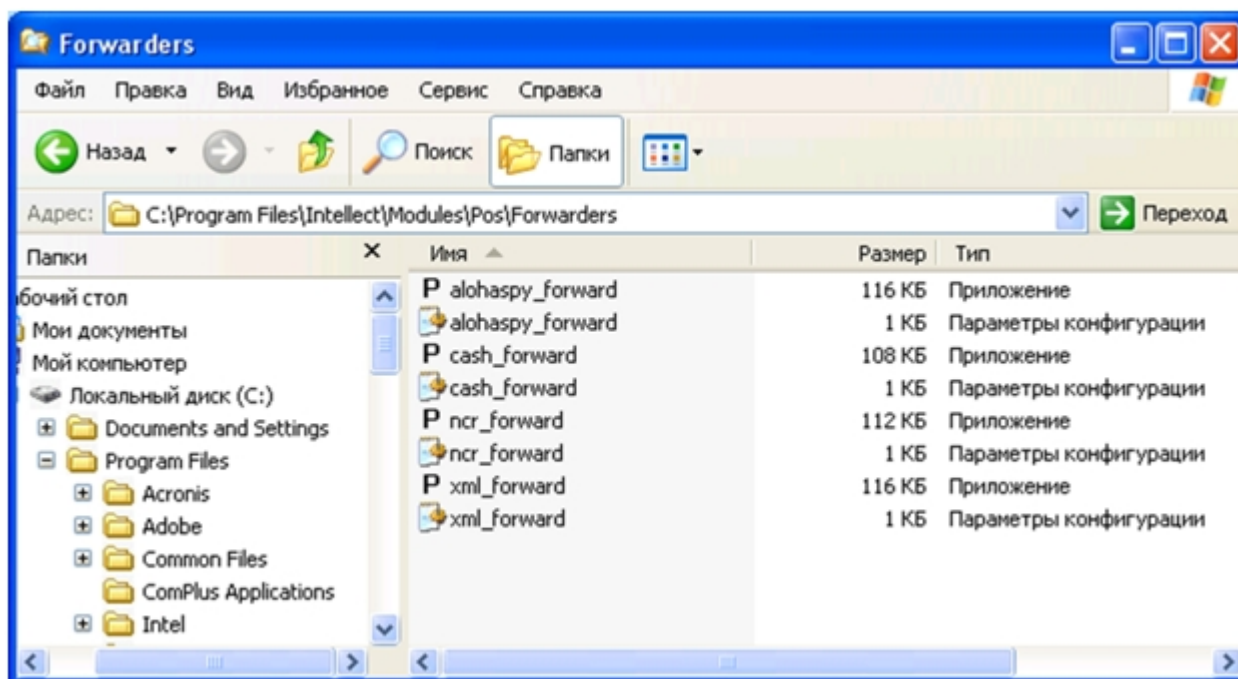 Forwarders
Файл Правка Вид Избранное Сервис Справка
Назад Поиск Папки
Адрес: C:\Program Files\Intellect\Modules\Pos\Forwarders Переход
Папки X Имя Размер Тип
бочий стол
Мои документы
Мой компьютер
Локальный диск (C:)
Documents and Settings
Program Files
Acronis
Adobe
Common Files
ComPlus Applications
Intel
P alohaspy_forward 116 КБ Приложение
alohaspy_forward 1 КБ Параметры конфигурации
P cash_forward 108 КБ Приложение
cash_forward 1 КБ Параметры конфигурации
P ncr_forward 112 КБ Приложение
ncr_forward 1 КБ Параметры конфигурации
P xml_forward 116 КБ Приложение
xml_forward 1 КБ Параметры конфигурации